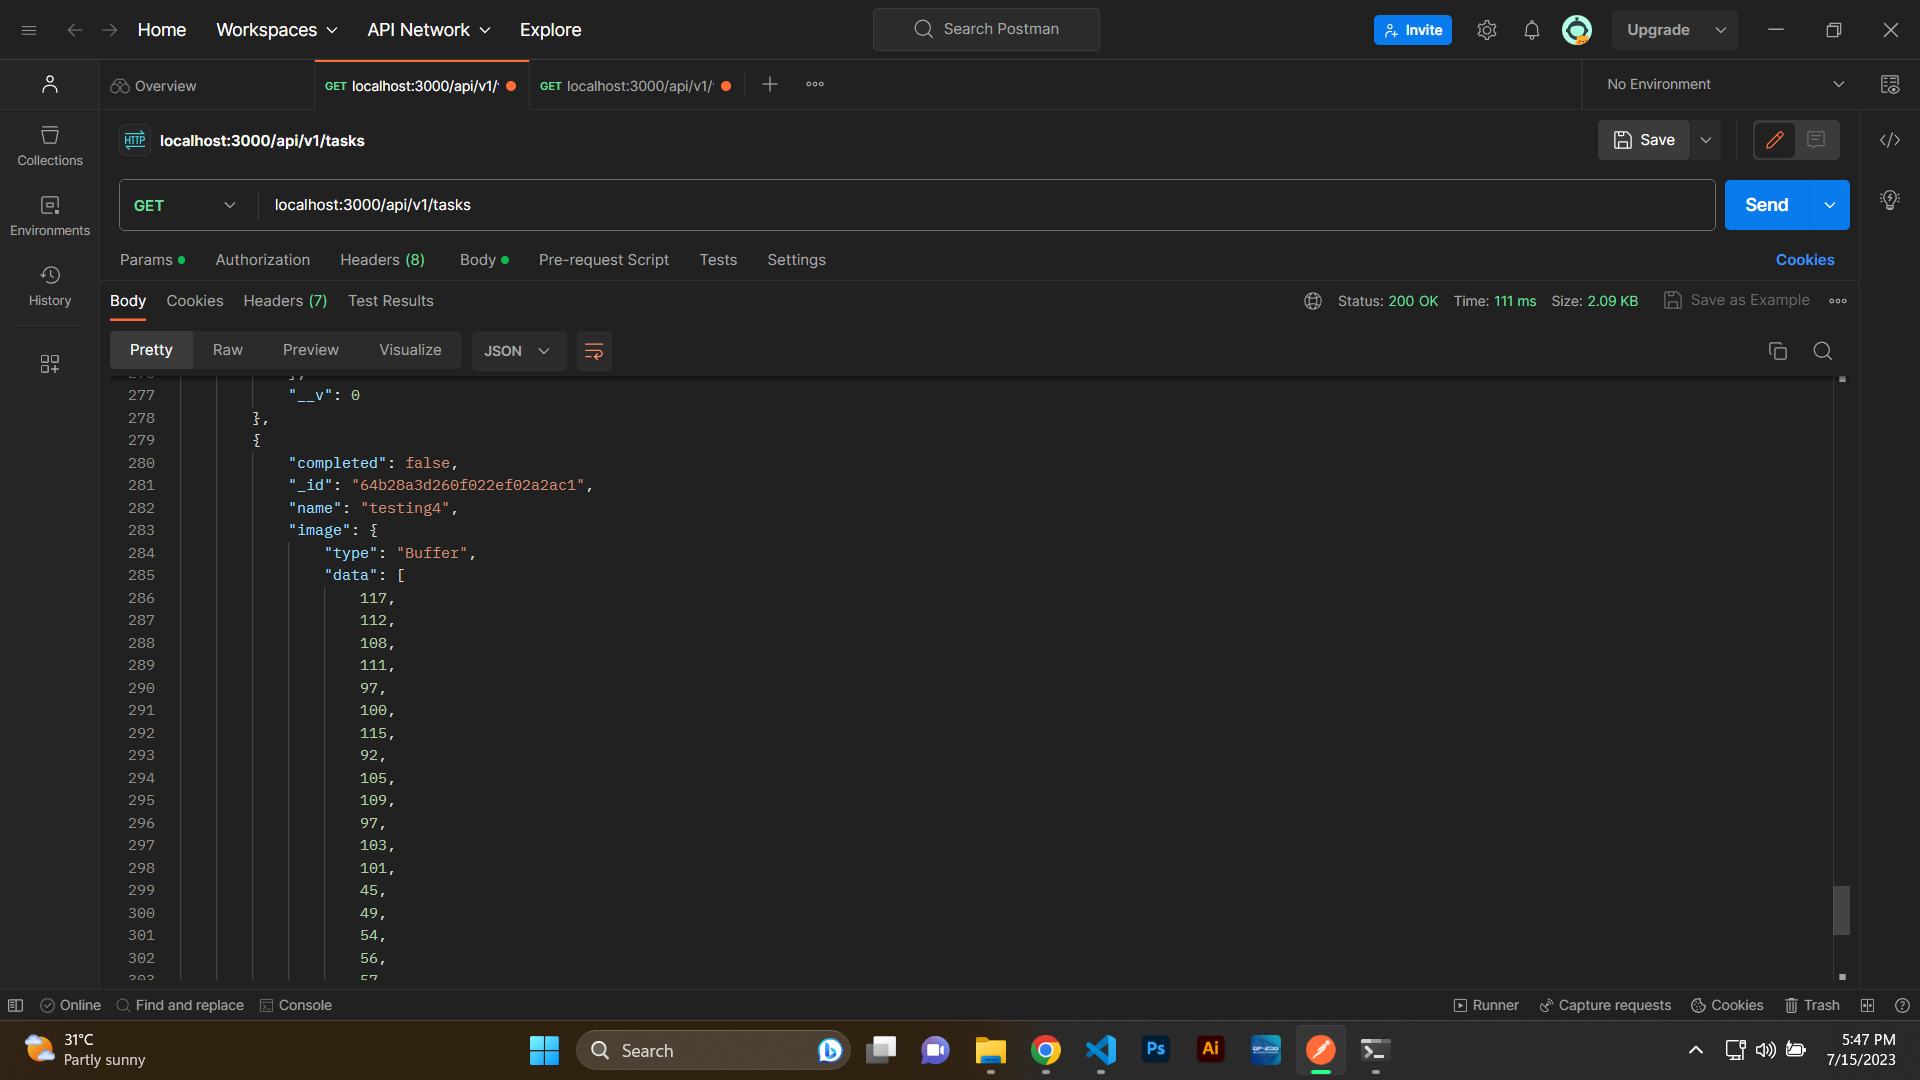 Home Workspaces API Network Explore Search Postman Invite Upgrade
Overview GET localhost:3000/api/v1/ GET localhost:3000/api/v1/ No Environment
HTTP localhost:3000/api/v1/tasks Save
Collections
GET localhost:3000/api/v1/tasks Send
Environments
Params Authorization Headers (8) Body Pre-request Script Tests Settings Cookies
History
Body Cookies Headers (7) Test Results Status: 200 OK Time: 111 ms Size: 2.09 KB Save as Example
Pretty Raw Preview Visualize JSON
277 "__v": 0
278 },
279 {
280 "completed": false,
281 "_id": "64b28a3d260f022ef02a2ac1",
282 "name": "testing4",
283 "image": {
284 "type": "Buffer",
285 "data": [
286 117,
287 112,
288 108,
289 111,
290 97,
291 100,
292 115,
293 92,
294 105,
295 109,
296 97,
297 103,
298 101,
299 45,
300 49,
301 54,
302 56,
303 57
Online Find and replace Console Runner Capture requests Cookies Trash
31°C
Partly sunny
Search
Ps
Ai
5:47 PM
7/15/2023